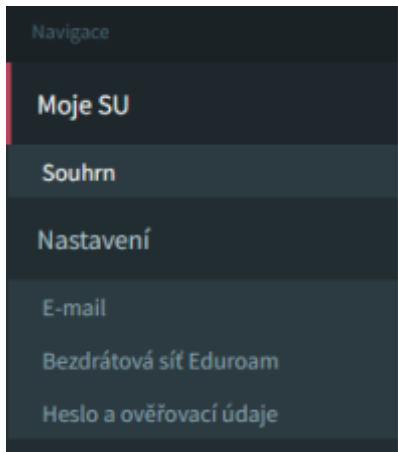 Navigace
Moje SU
Souhrn
Nastavení
E-mail
Bezdrátová síť Eduroam
Heslo a ověřovací údaje